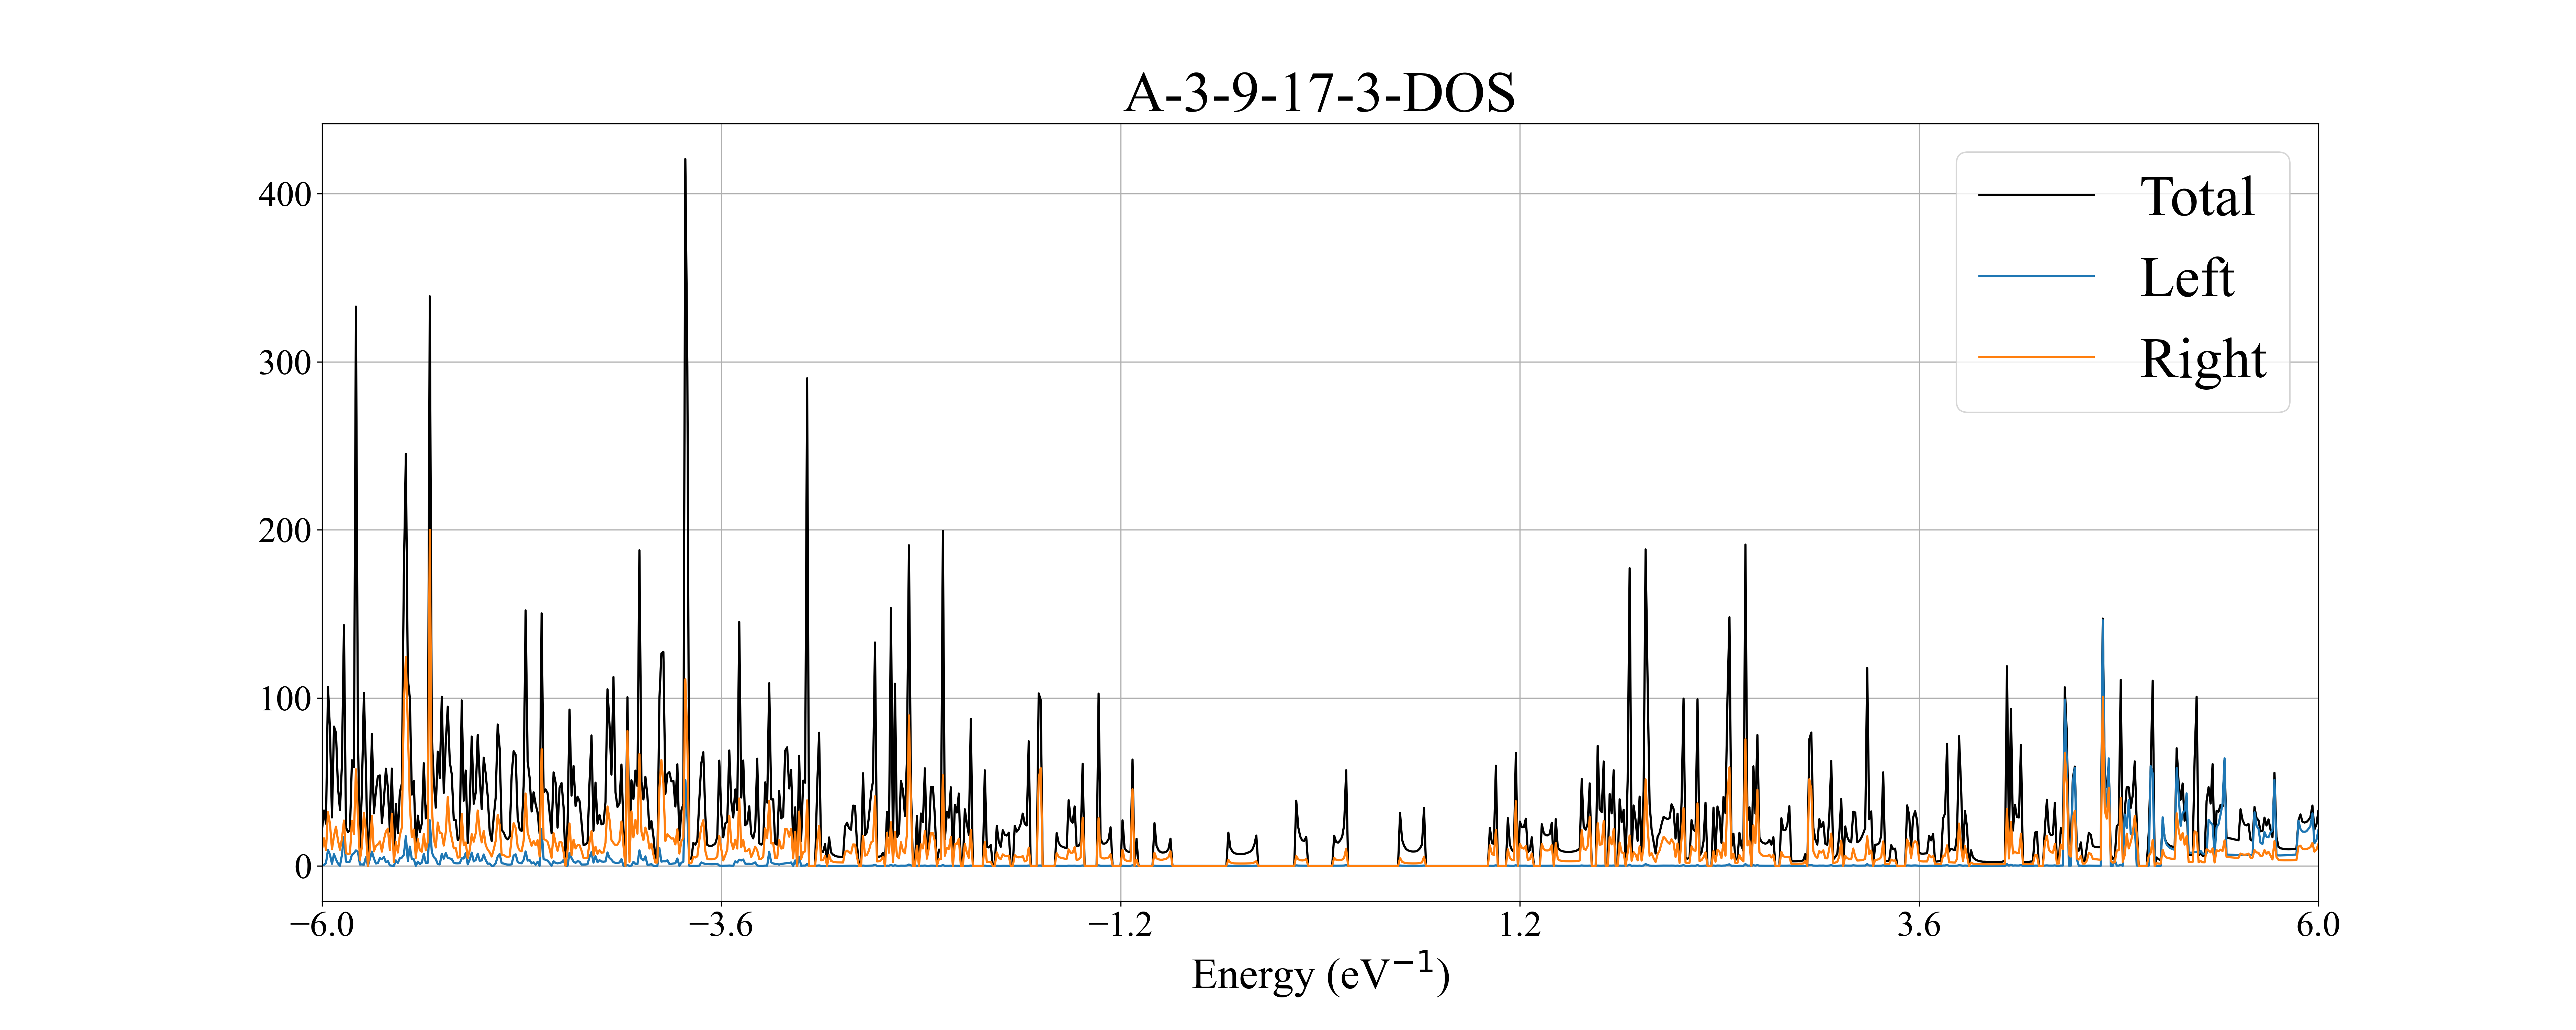 A-3-9-17-3-DOS
400
300
200
100
0
Total
Left
Right
−6.0 −3.6 −1.2 1.2 3.6 6.0
Energy (eV⁻¹)